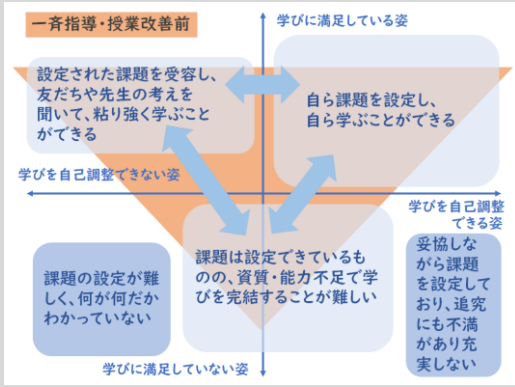 一斉指導・授業改善前
学びに満足している姿
設定された課題を受容し、
友だちや先生の考えを
聞いて、粘り強く学ぶこと
ができる
自ら課題を設定し、
自ら学ぶことができる
学びを自己調整できない姿
学びを自己調整
できる姿
課題の設定が難
しく、何が何だか
わかっていない
課題は設定できているも
のの、資質・能力不足で学
びを完結することが難しい
妥協しな
がら課題
を設定して
おり、追究
にも不満
があり充
実しない
学びに満足していない姿